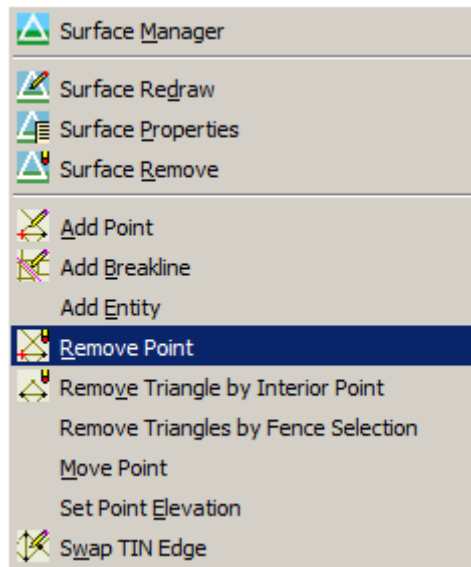 Surface Manager
Surface Redraw
Surface Properties
Surface Remove
Add Point
Add Breakline
Add Entity
Remove Point
Remove Triangle by Interior Point
Remove Triangles by Fence Selection
Move Point
Set Point Elevation
Swap TIN Edge